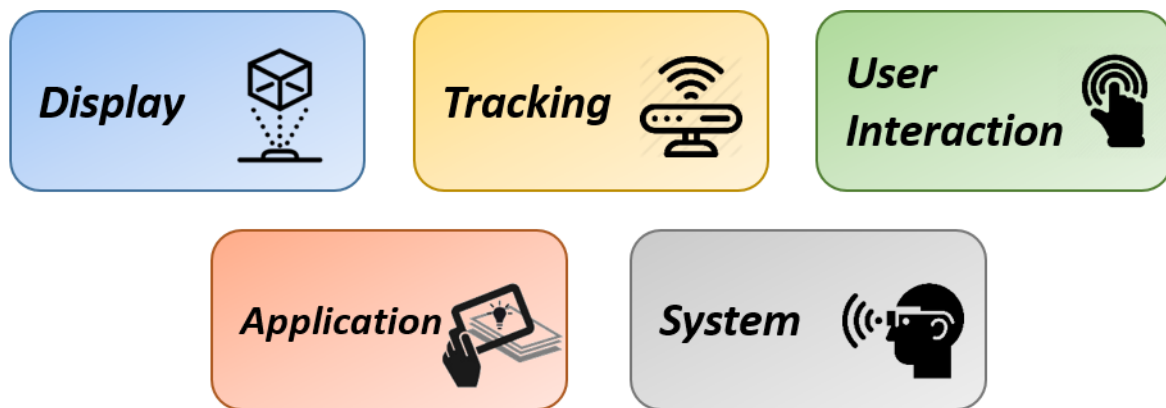 Display
Tracking
User
Interaction
Application
System